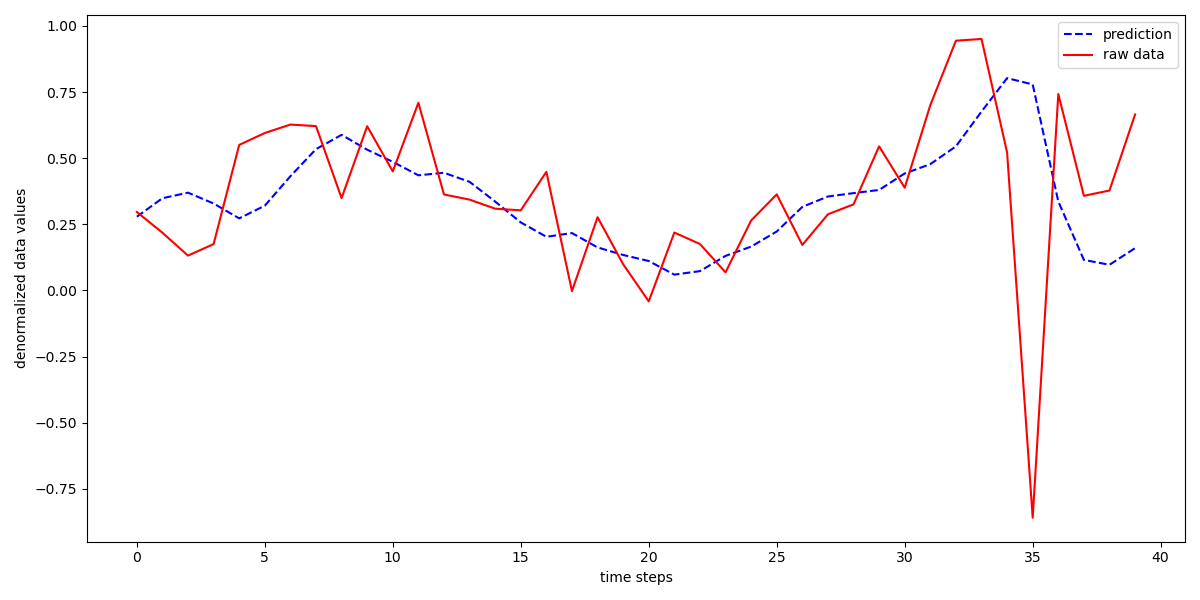 prediction
raw data
1.00
0.75
0.50
0.25
0.00
−0.25
−0.50
−0.75
denormalized data values
0 5 10 15 20 25 30 35 40
time steps